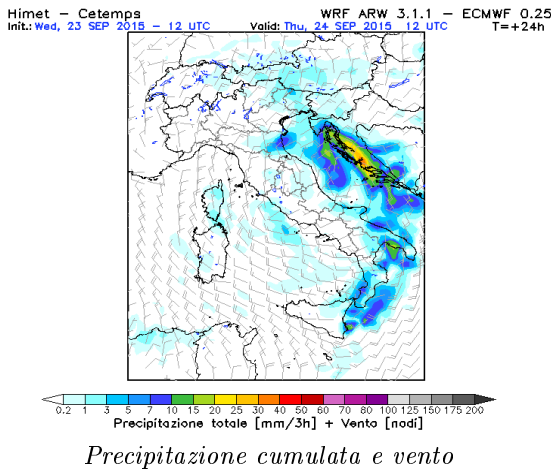 Himet – Cetemps WRF ARW 3.1.1 – ECMWF 0.25
Init.: Wed, 23 SEP 2015 – 12 UTC Valid: Thu, 24 SEP 2015 12 UTC T=+24h
0.2 1 3 5 7 10 15 20 25 30 40 50 60 70 80 90 100 125 150 175 200
Precipitazione totale [mm/3h] + Vento [nodi]
Precipitazione cumulata e vento